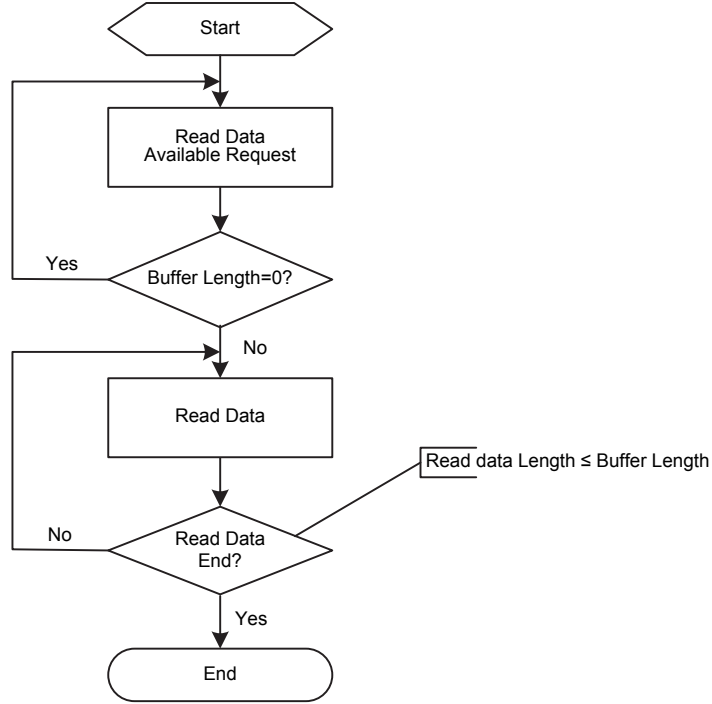 Start
Read Data
Available Request
Yes
Buffer Length=0?
No
Read Data
Read data Length ≤ Buffer Length
No
Read Data
End?
Yes
End